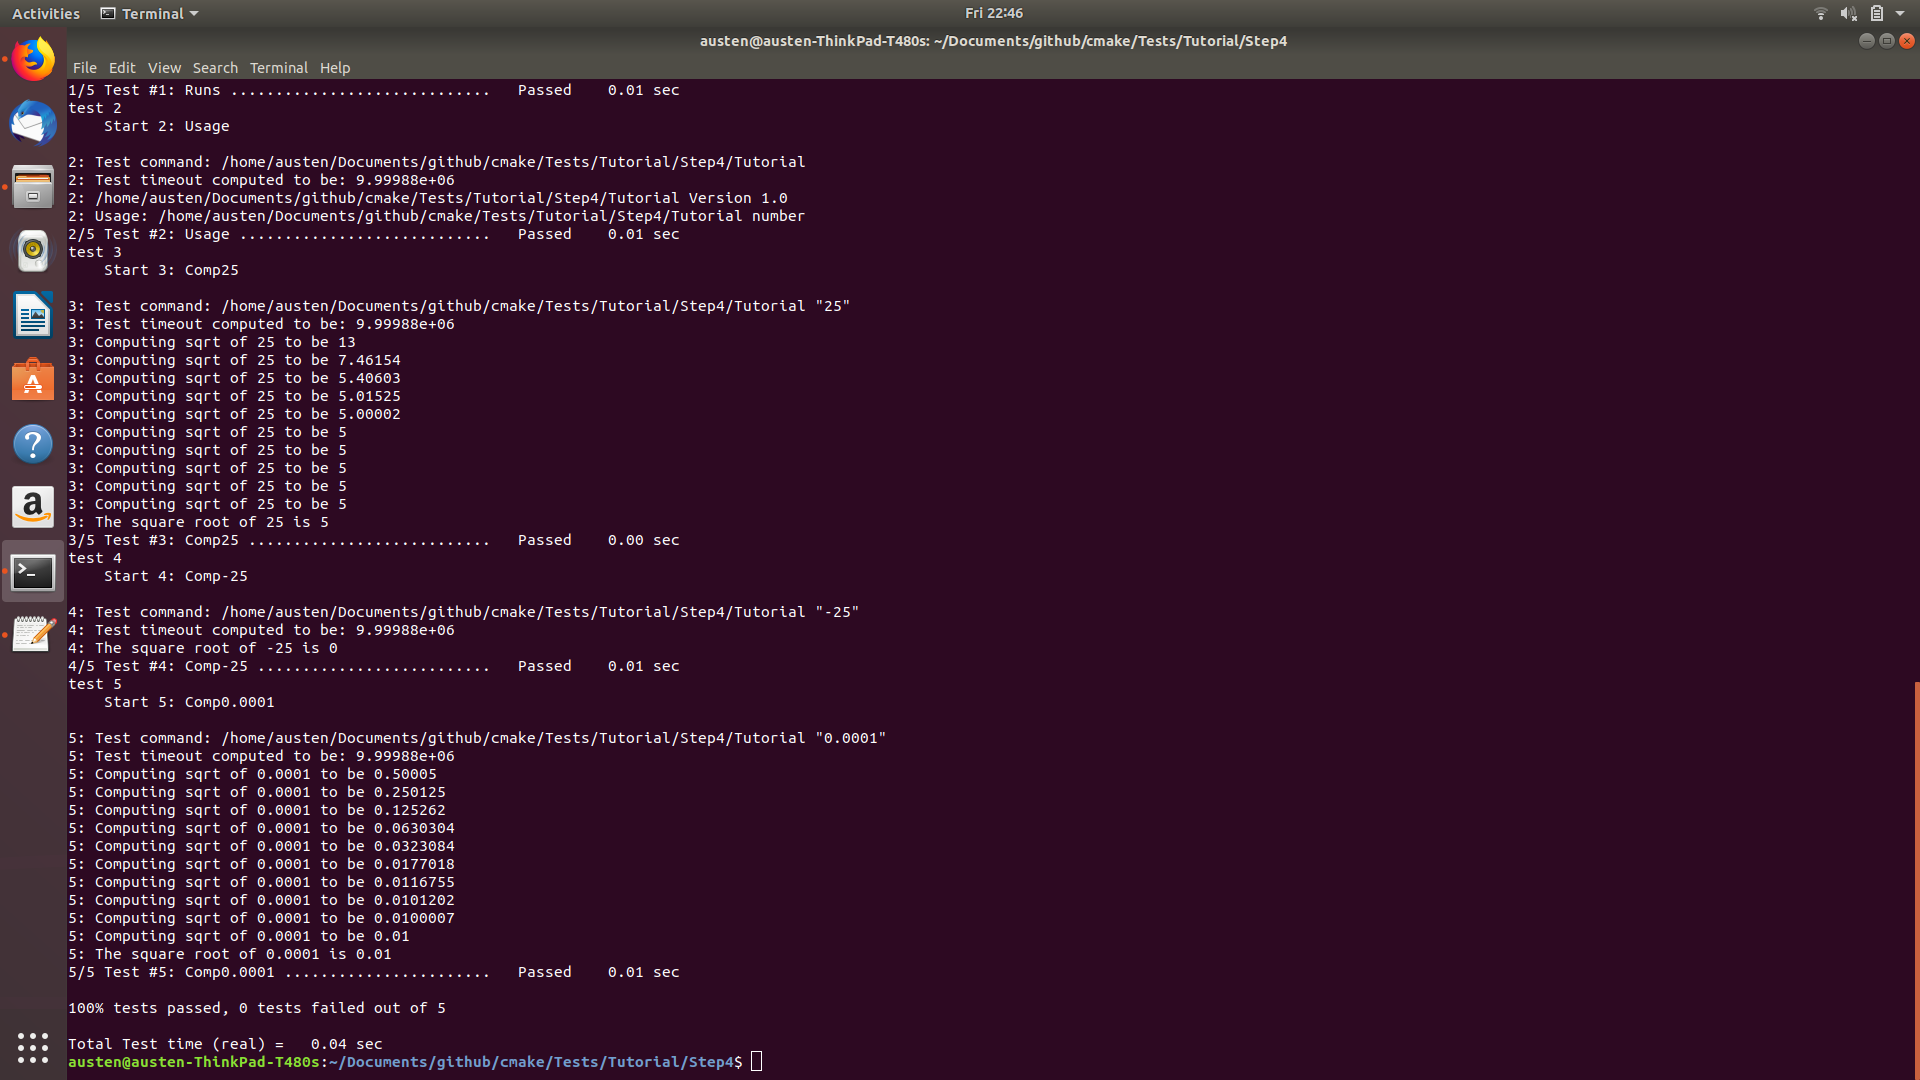 Activities Terminal Fri 22:46
austen@austen-ThinkPad-T480s: ~/Documents/github/cmake/Tests/Tutorial/Step4
File Edit View Search Terminal Help
1/5 Test #1: Runs .............................   Passed    0.01 sec
test 2
    Start 2: Usage
2: Test command: /home/austen/Documents/github/cmake/Tests/Tutorial/Step4/Tutorial
2: Test timeout computed to be: 9.99988e+06
2: /home/austen/Documents/github/cmake/Tests/Tutorial/Step4/Tutorial Version 1.0
2: Usage: /home/austen/Documents/github/cmake/Tests/Tutorial/Step4/Tutorial number
2/5 Test #2: Usage ............................   Passed    0.01 sec
test 3
    Start 3: Comp25
3: Test command: /home/austen/Documents/github/cmake/Tests/Tutorial/Step4/Tutorial "25"
3: Test timeout computed to be: 9.99988e+06
3: Computing sqrt of 25 to be 13
3: Computing sqrt of 25 to be 7.46154
3: Computing sqrt of 25 to be 5.40603
3: Computing sqrt of 25 to be 5.01525
3: Computing sqrt of 25 to be 5.00002
3: Computing sqrt of 25 to be 5
3: Computing sqrt of 25 to be 5
3: Computing sqrt of 25 to be 5
3: Computing sqrt of 25 to be 5
3: Computing sqrt of 25 to be 5
3: The square root of 25 is 5
3/5 Test #3: Comp25 ...........................   Passed    0.00 sec
test 4
    Start 4: Comp-25
4: Test command: /home/austen/Documents/github/cmake/Tests/Tutorial/Step4/Tutorial "-25"
4: Test timeout computed to be: 9.99988e+06
4: The square root of -25 is 0
4/5 Test #4: Comp-25 ..........................   Passed    0.01 sec
test 5
    Start 5: Comp0.0001
5: Test command: /home/austen/Documents/github/cmake/Tests/Tutorial/Step4/Tutorial "0.0001"
5: Test timeout computed to be: 9.99988e+06
5: Computing sqrt of 0.0001 to be 0.50005
5: Computing sqrt of 0.0001 to be 0.250125
5: Computing sqrt of 0.0001 to be 0.125262
5: Computing sqrt of 0.0001 to be 0.0630304
5: Computing sqrt of 0.0001 to be 0.0323084
5: Computing sqrt of 0.0001 to be 0.0177018
5: Computing sqrt of 0.0001 to be 0.0116755
5: Computing sqrt of 0.0001 to be 0.0101202
5: Computing sqrt of 0.0001 to be 0.0100007
5: Computing sqrt of 0.0001 to be 0.01
5: The square root of 0.0001 is 0.01
5/5 Test #5: Comp0.0001 .......................   Passed    0.01 sec
100% tests passed, 0 tests failed out of 5
Total Test time (real) =   0.04 sec
austen@austen-ThinkPad-T480s:~/Documents/github/cmake/Tests/Tutorial/Step4$